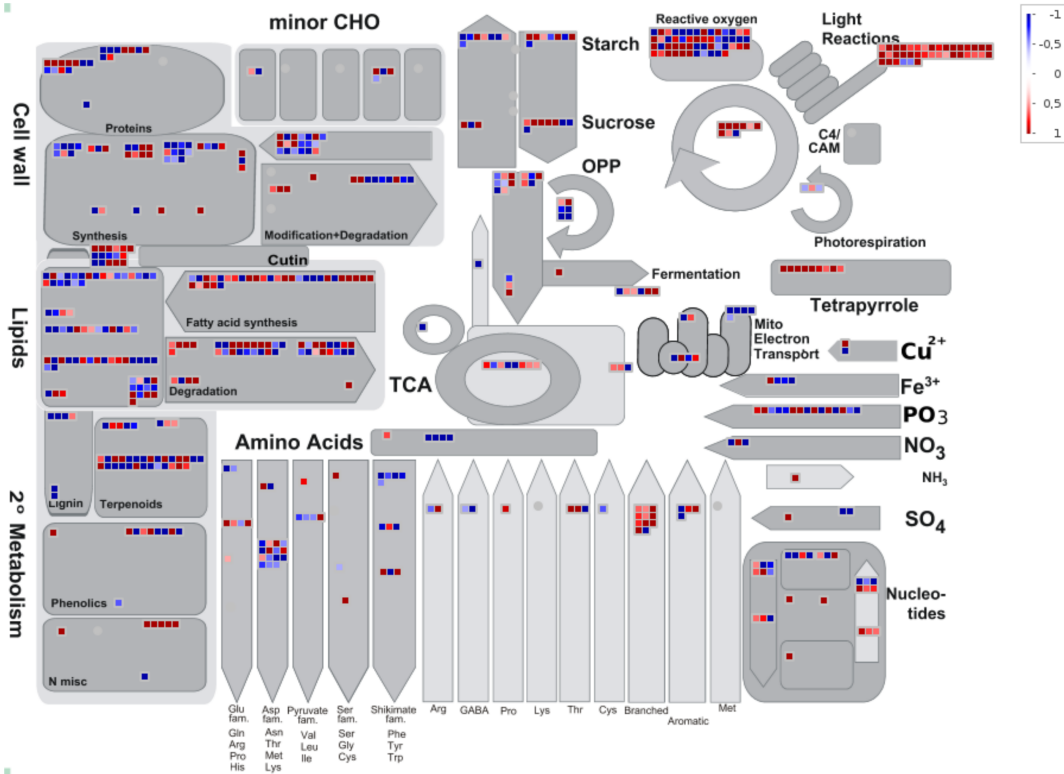 minor CHO
Starch
Sucrose
OPP
Reactive oxygen
Light
Reactions
-1
-0,5
0
0,5
1
C4/
CAM
Photorespiration
Cell wall
Proteins
Synthesis
Modification+Degradation
Cutin
Lipids
Fatty acid synthesis
Degradation
Fermentation
TCA
Tetrapyrrole
Mito
Electron
Transport
Cu2+
Fe3+
PO3
NO3
NH3
SO4
2° Metabolism
Lignin
Terpenoids
Phenolics
N misc
Amino Acids
Nucleo-
tides
Glu
fam.
Gln
Arg
Pro
His
Asp
fam.
Asn
Thr
Met
Lys
Pyruvate
fam.
Val
Leu
Ile
Ser
fam.
Ser
Gly
Cys
Shikimate
fam.
Phe
Tyr
Trp
Arg
GABA
Pro
Lys
Thr
Cys
Branched
Aromatic
Met